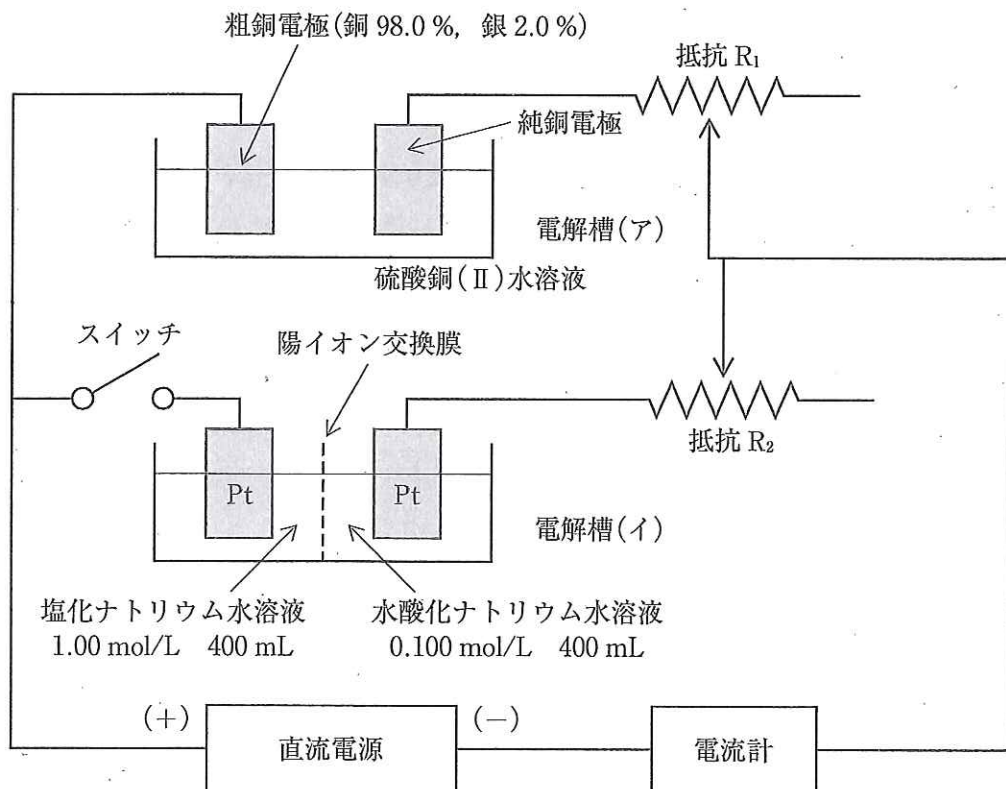 粗銅電極(銅 98.0 %, 銀 2.0 %)
抵抗 R₁
純銅電極
電解槽(ア)
硫酸銅(Ⅱ)水溶液
スイッチ
陽イオン交換膜
抵抗 R₂
Pt
Pt
電解槽(イ)
塩化ナトリウム水溶液
1.00 mol/L 400 mL
水酸化ナトリウム水溶液
0.100 mol/L 400 mL
(+)
直流電源
(−)
電流計